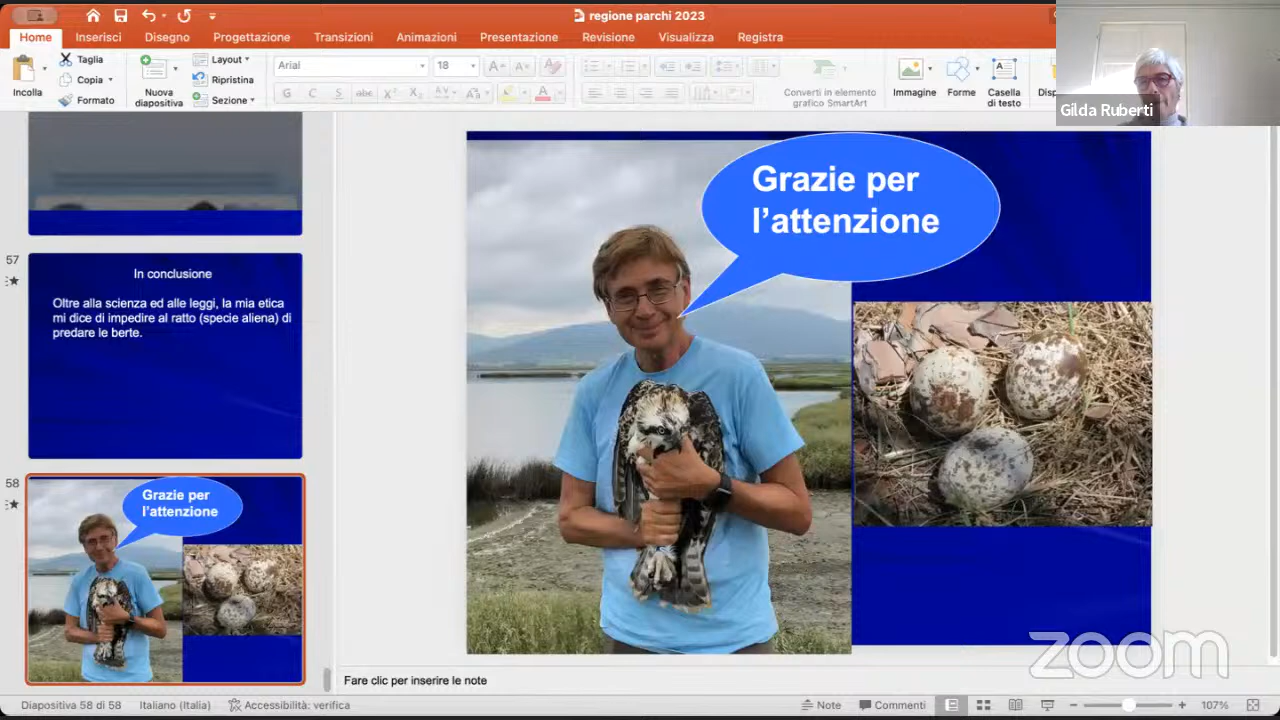 regione parchi 2023
Home Inserisci Disegno Progettazione Transizioni Animazioni Presentazione Revisione Visualizza Registra
Incolla
Taglia
Copia
Formato
Nuova
diapositiva
Layout
Ripristina
Sezione
Arial 18
G C S abc X² X₂
Converti in elemento
grafico SmartArt
Immagine
Forme
Casella
di testo
Gilda Ruberti
57
In conclusione
Oltre alla scienza ed alle leggi, la mia etica
mi dice di impedire al ratto (specie aliena) di
predare le berte.
58
Grazie per
l'attenzione
Grazie per
l'attenzione
zoom
Fare clic per inserire le note
Diapositiva 58 di 58 Italiano (Italia) Accessibilità: verifica Note Commenti 107%